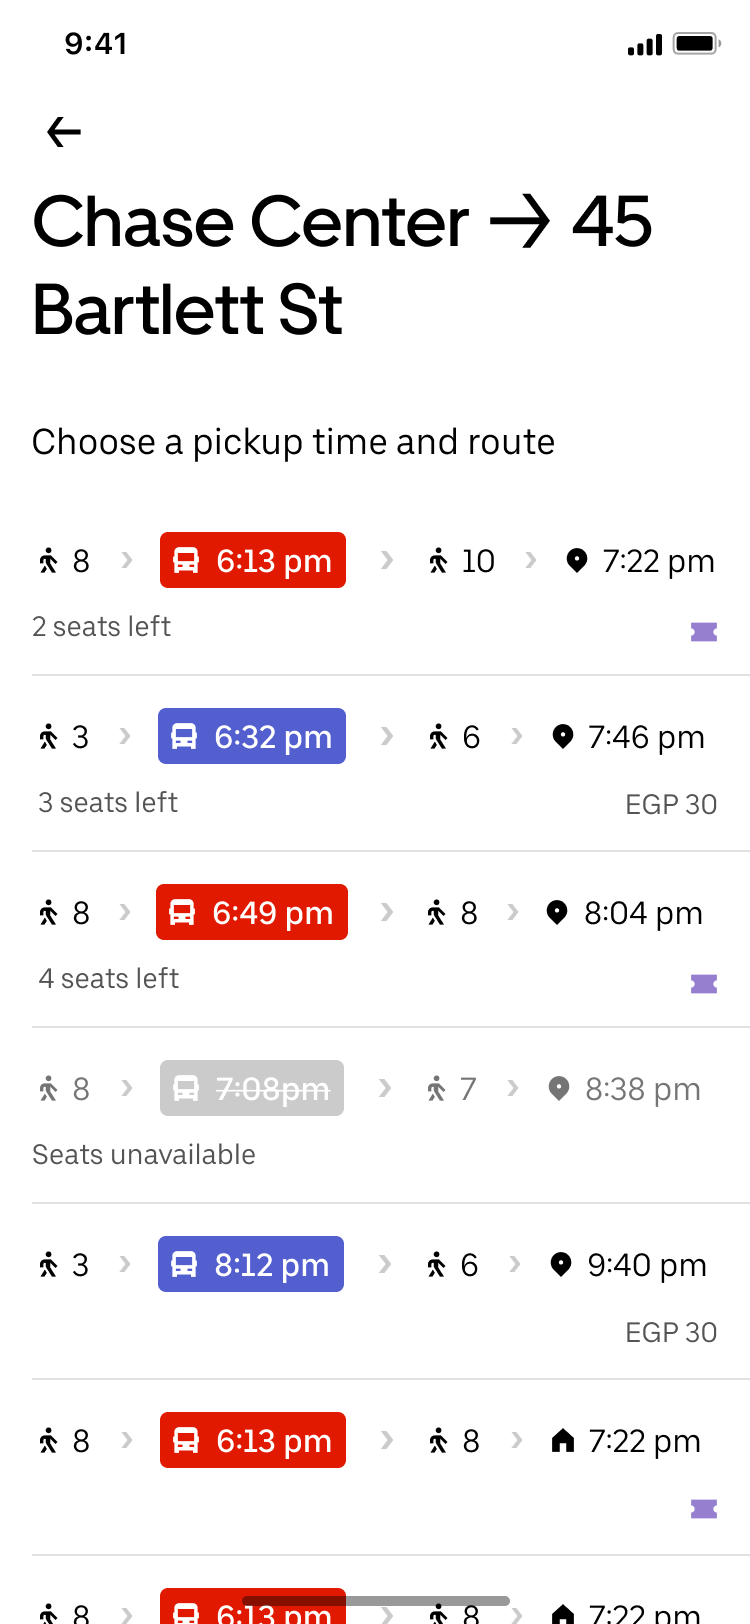 9:41
Chase Center → 45
Bartlett St
Choose a pickup time and route
8 › 6:13 pm › 10 › 7:22 pm
2 seats left
3 › 6:32 pm › 6 › 7:46 pm
3 seats left EGP 30
8 › 6:49 pm › 8 › 8:04 pm
4 seats left
8 › 7:08pm › 7 › 8:38 pm
Seats unavailable
3 › 8:12 pm › 6 › 9:40 pm
EGP 30
8 › 6:13 pm › 8 › 7:22 pm
8 › 6:13 pm › 8 › 7:22 pm